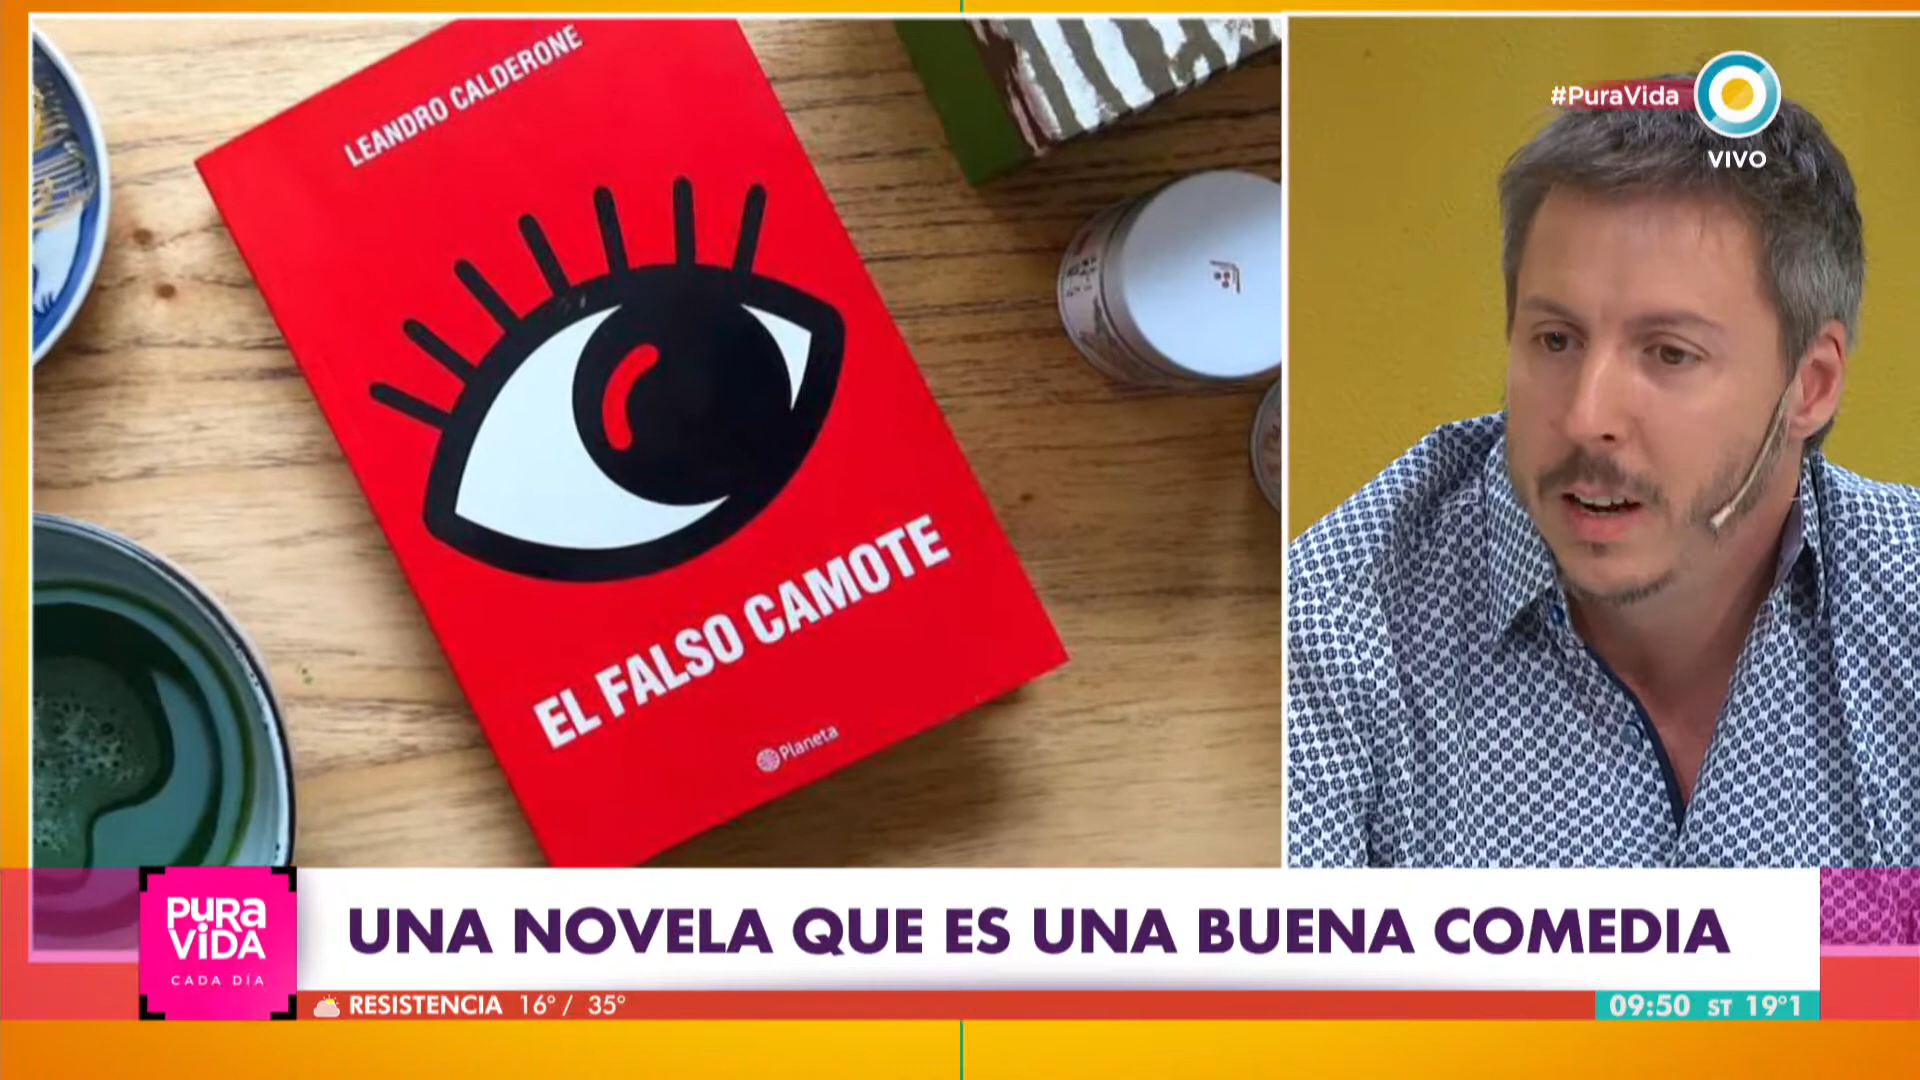 LEANDRO CALDERONE
EL FALSO CAMOTE
Planeta
#PuraVida
VIVO
PURA
VIDA
CADA DÍA
UNA NOVELA QUE ES UNA BUENA COMEDIA
RESISTENCIA 16° / 35°
09:50 ST 19°1